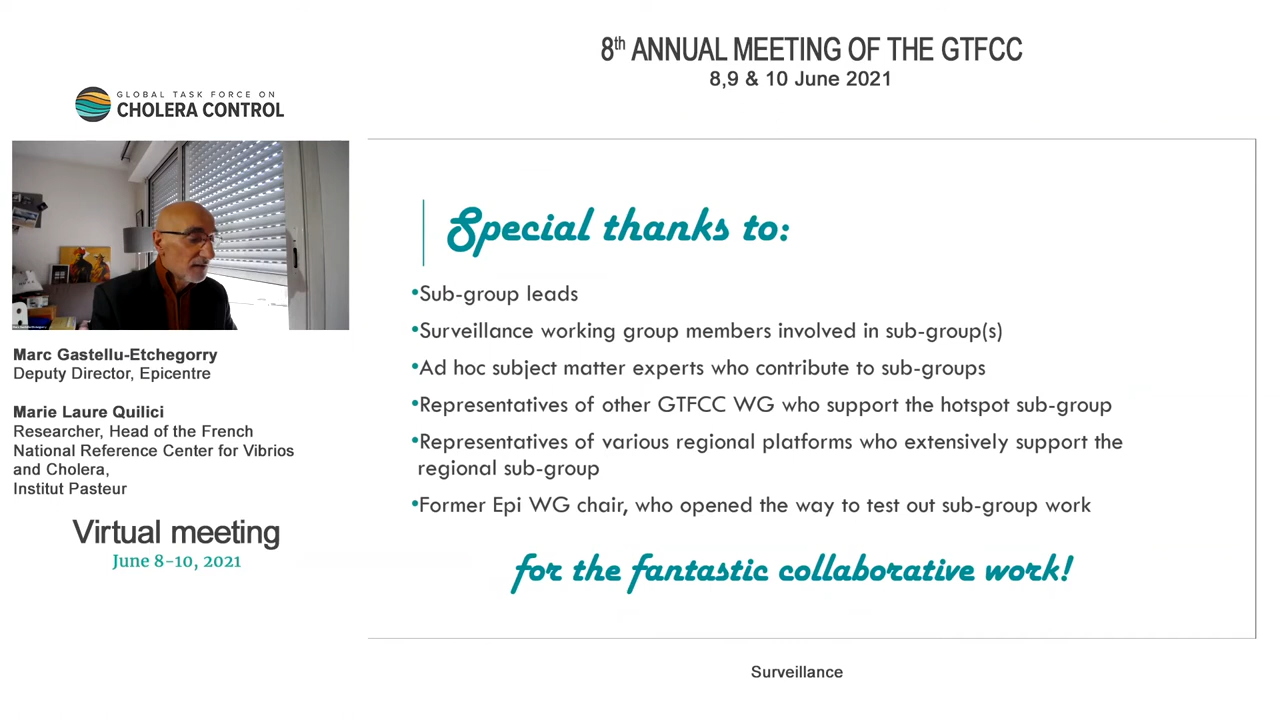 8th ANNUAL MEETING OF THE GTFCC
8,9 & 10 June 2021
GLOBAL TASK FORCE ON
CHOLERA CONTROL
Marc Gastellu-Etchegorry
Deputy Director, Epicentre
Marie Laure Quilici
Researcher, Head of the French
National Reference Center for Vibrios
and Cholera,
Institut Pasteur
Virtual meeting
June 8-10, 2021
Special thanks to:
•Sub-group leads
•Surveillance working group members involved in sub-group(s)
•Ad hoc subject matter experts who contribute to sub-groups
•Representatives of other GTFCC WG who support the hotspot sub-group
•Representatives of various regional platforms who extensively support the
regional sub-group
•Former Epi WG chair, who opened the way to test out sub-group work
for the fantastic collaborative work!
Surveillance